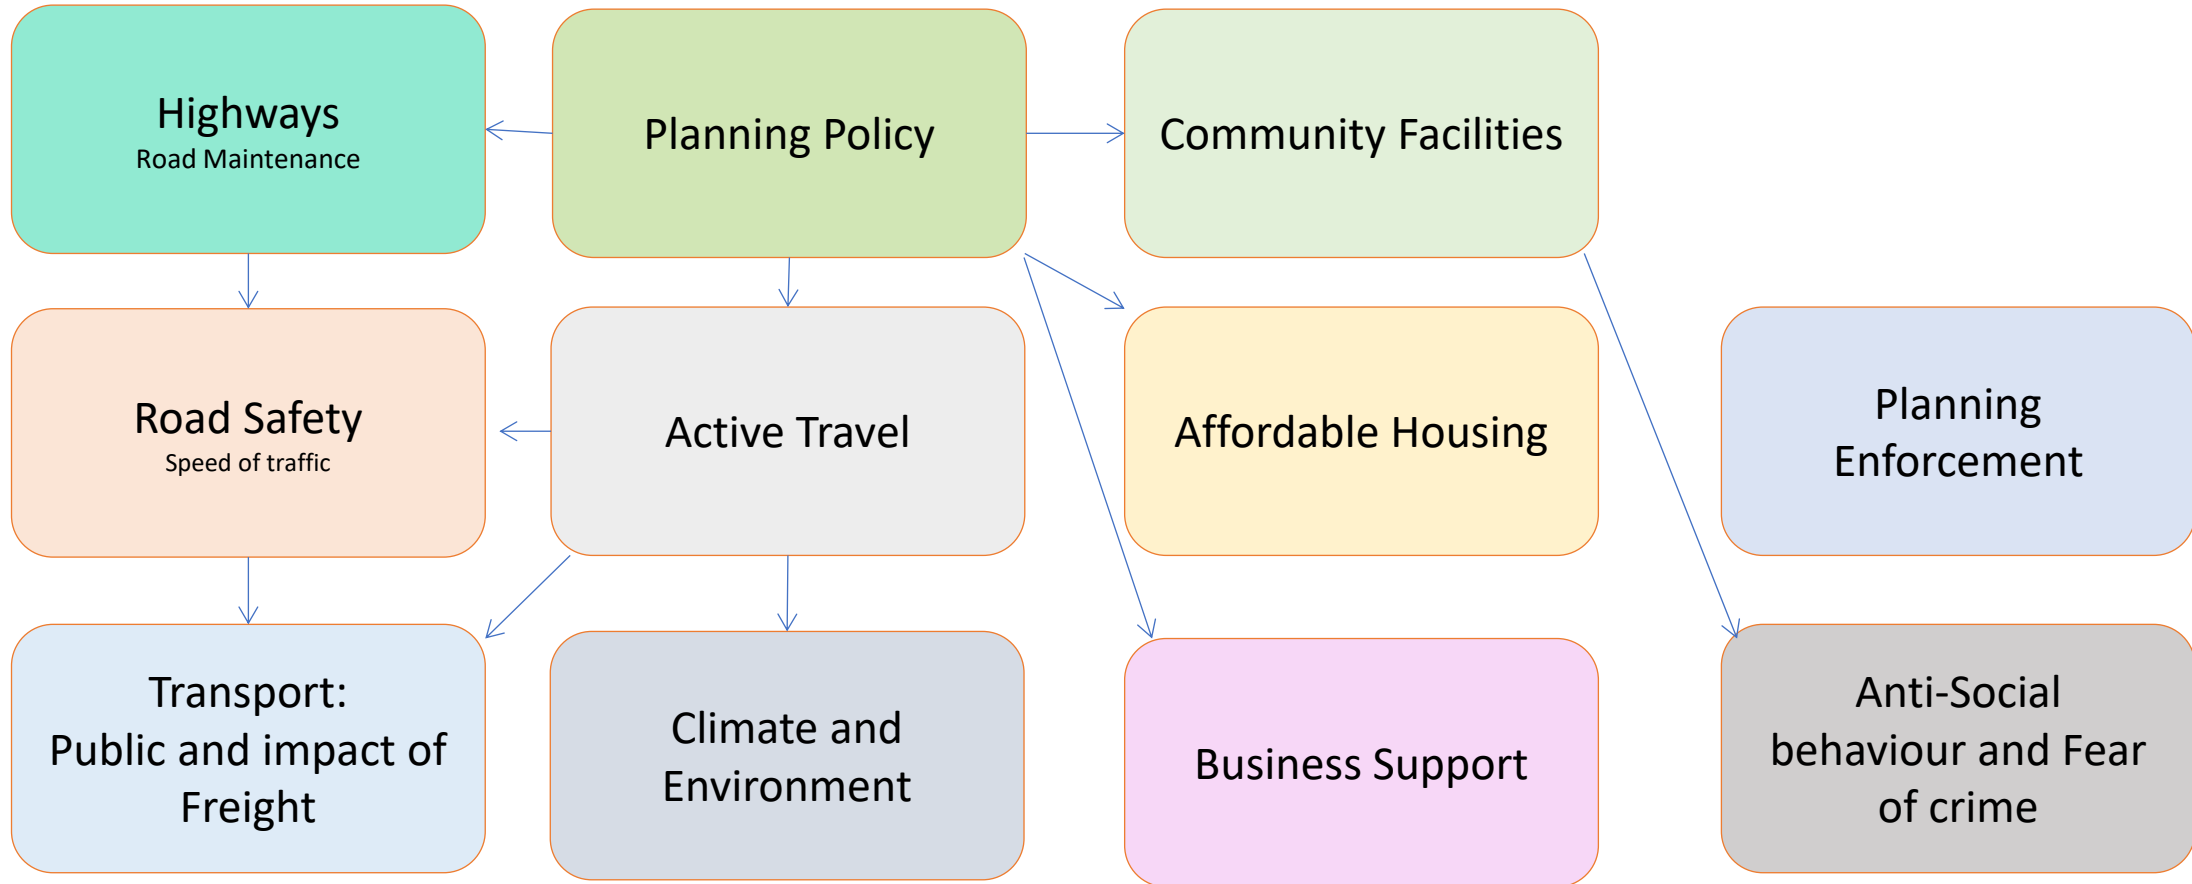 Highways
Road Maintenance
Planning Policy
Community Facilities
Road Safety
Speed of traffic
Active Travel
Affordable Housing
Planning
Enforcement
Transport:
Public and impact of
Freight
Climate and
Environment
Business Support
Anti-Social
behaviour and Fear
of crime